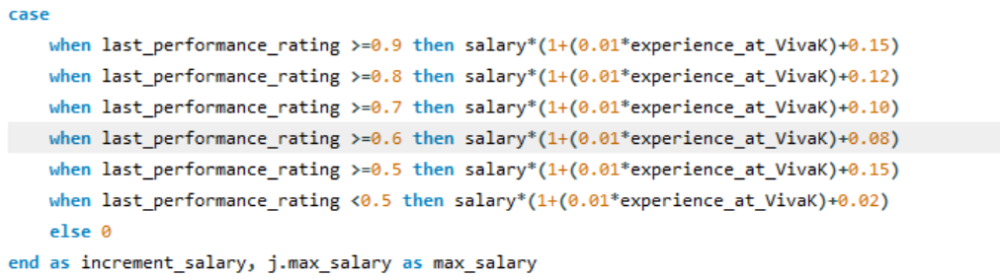 case
when last_performance_rating >=0.9 then salary*(1+(0.01*experience_at_VivaK)+0.15)
when last_performance_rating >=0.8 then salary*(1+(0.01*experience_at_VivaK)+0.12)
when last_performance_rating >=0.7 then salary*(1+(0.01*experience_at_VivaK)+0.10)
when last_performance_rating >=0.6 then salary*(1+(0.01*experience_at_VivaK)+0.08)
when last_performance_rating >=0.5 then salary*(1+(0.01*experience_at_VivaK)+0.15)
when last_performance_rating <0.5 then salary*(1+(0.01*experience_at_VivaK)+0.02)
else 0
end as increment_salary, j.max_salary as max_salary